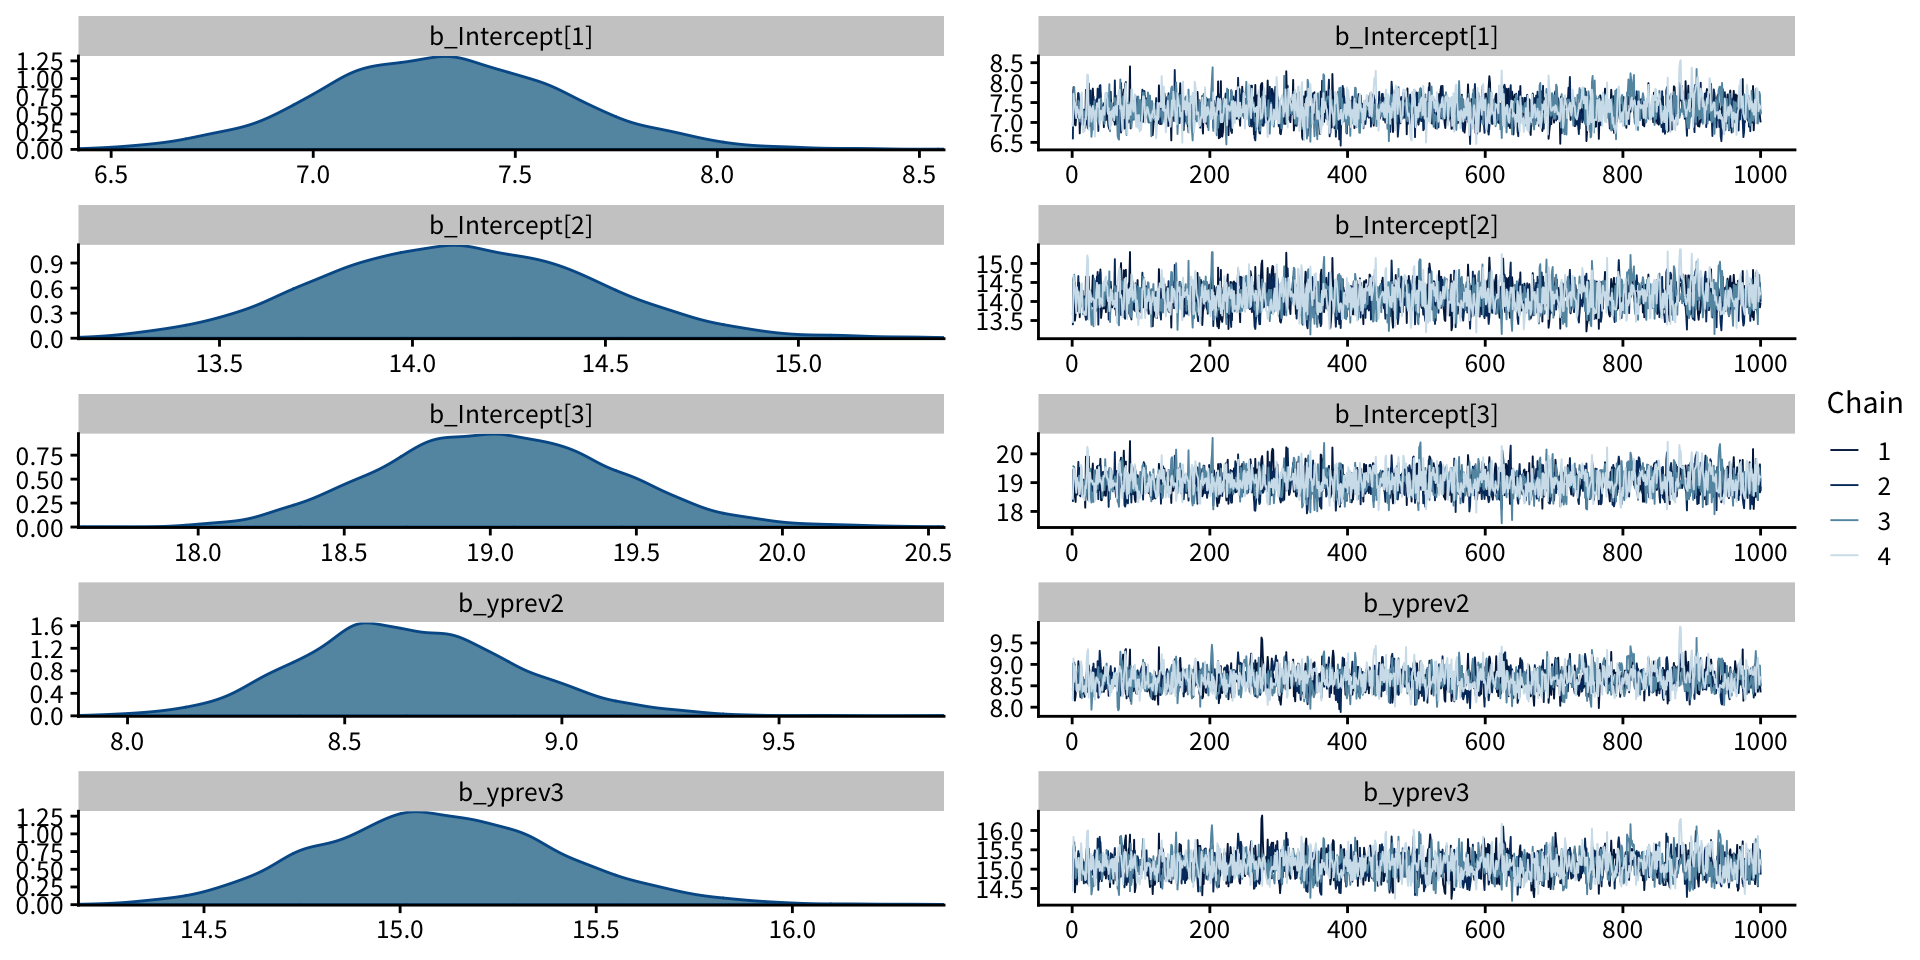 b_Intercept[1]
1.25
1.00
0.75
0.50
0.25
0.00
6.5 7.0 7.5 8.0 8.5
b_Intercept[1]
8.5
8.0
7.5
7.0
6.5
0 200 400 600 800 1000
b_Intercept[2]
0.9
0.6
0.3
0.0
13.5 14.0 14.5 15.0
b_Intercept[2]
15.0
14.5
14.0
13.5
0 200 400 600 800 1000
b_Intercept[3]
0.75
0.50
0.25
0.00
18.0 18.5 19.0 19.5 20.0 20.5
b_Intercept[3]
20
19
18
0 200 400 600 800 1000
b_yprev2
1.6
1.2
0.8
0.4
0.0
8.0 8.5 9.0 9.5
b_yprev2
9.5
9.0
8.5
8.0
0 200 400 600 800 1000
b_yprev3
1.25
1.00
0.75
0.50
0.25
0.00
14.5 15.0 15.5 16.0
b_yprev3
16.0
15.5
15.0
14.5
0 200 400 600 800 1000
Chain
1
2
3
4